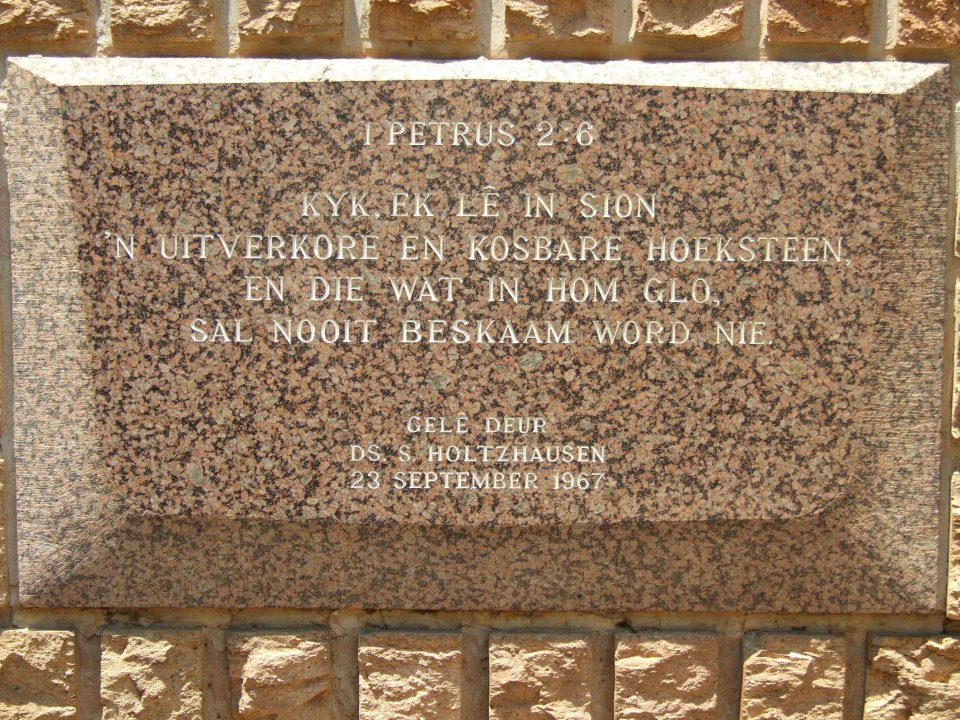 1 PETRUS 2:6
KYK, EK LÊ IN SION
'N UITVERKORE EN KOSBARE HOEKSTEEN,
EN DIE WAT IN HOM GLO,
SAL NOOIT BESKAAM WORD NIE.
GELÊ DEUR
DS. S. HOLTZHAUSEN
23 SEPTEMBER 1967